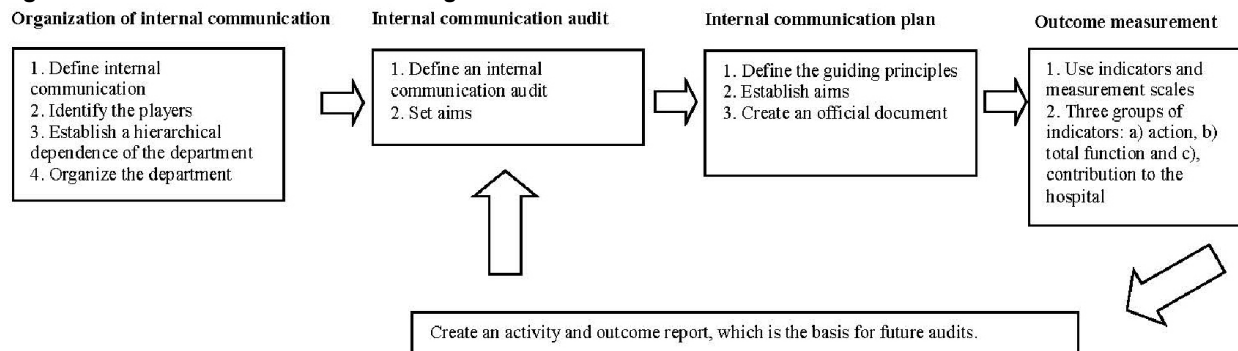 Organization of internal communication
1. Define internal
communication
2. Identify the players
3. Establish a hierarchical
dependence of the department
4. Organize the department
Internal communication audit
1. Define an internal
communication audit
2. Set aims
Internal communication plan
1. Define the guiding principles
2. Establish aims
3. Create an official document
Outcome measurement
1. Use indicators and
measurement scales
2. Three groups of
indicators: a) action, b)
total function and c),
contribution to the
hospital
Create an activity and outcome report, which is the basis for future audits.